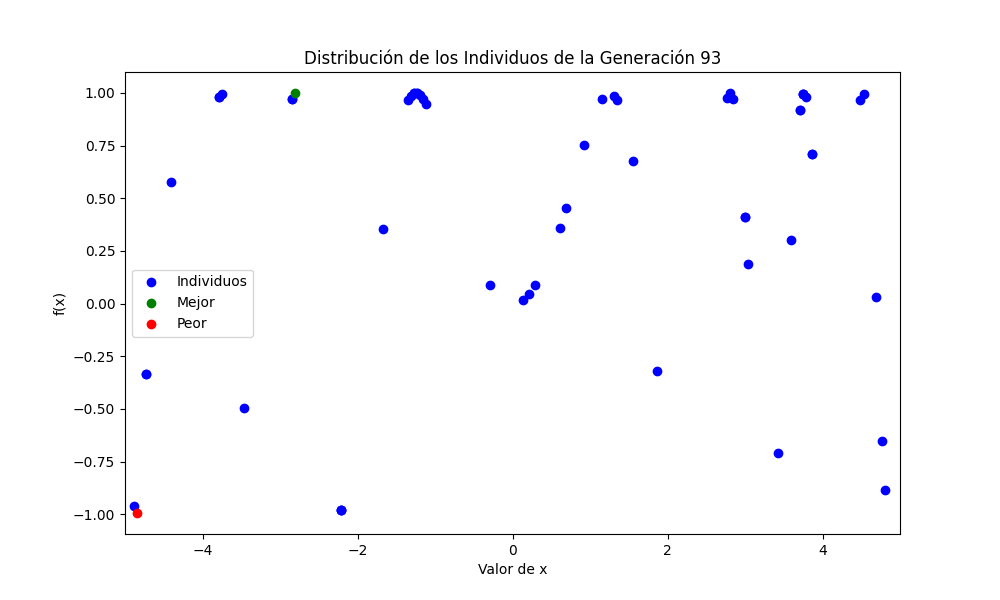 Distribución de los Individuos de la Generación 93
f(x)
1.00
0.75
0.50
0.25
0.00
−0.25
−0.50
−0.75
−1.00
Individuos
Mejor
Peor
−4
−2
0
2
4
Valor de x